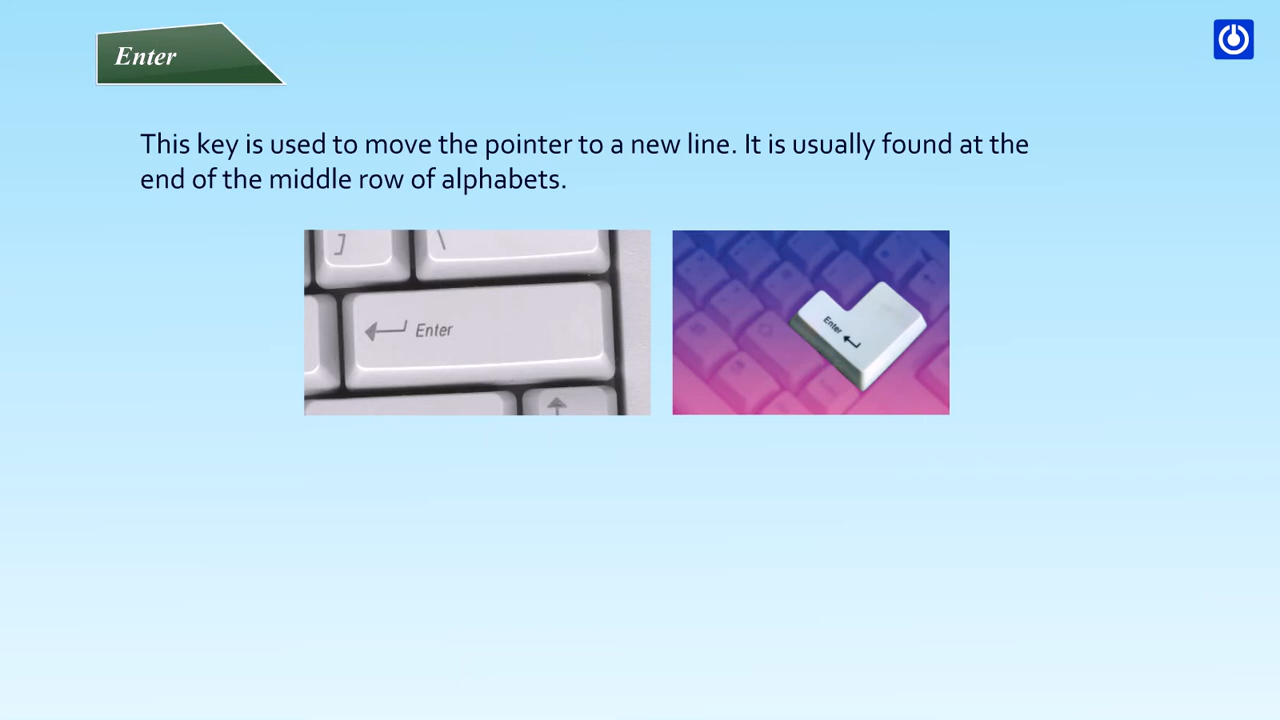 Enter
This key is used to move the pointer to a new line. It is usually found at the
end of the middle row of alphabets.
] \
Enter
Enter